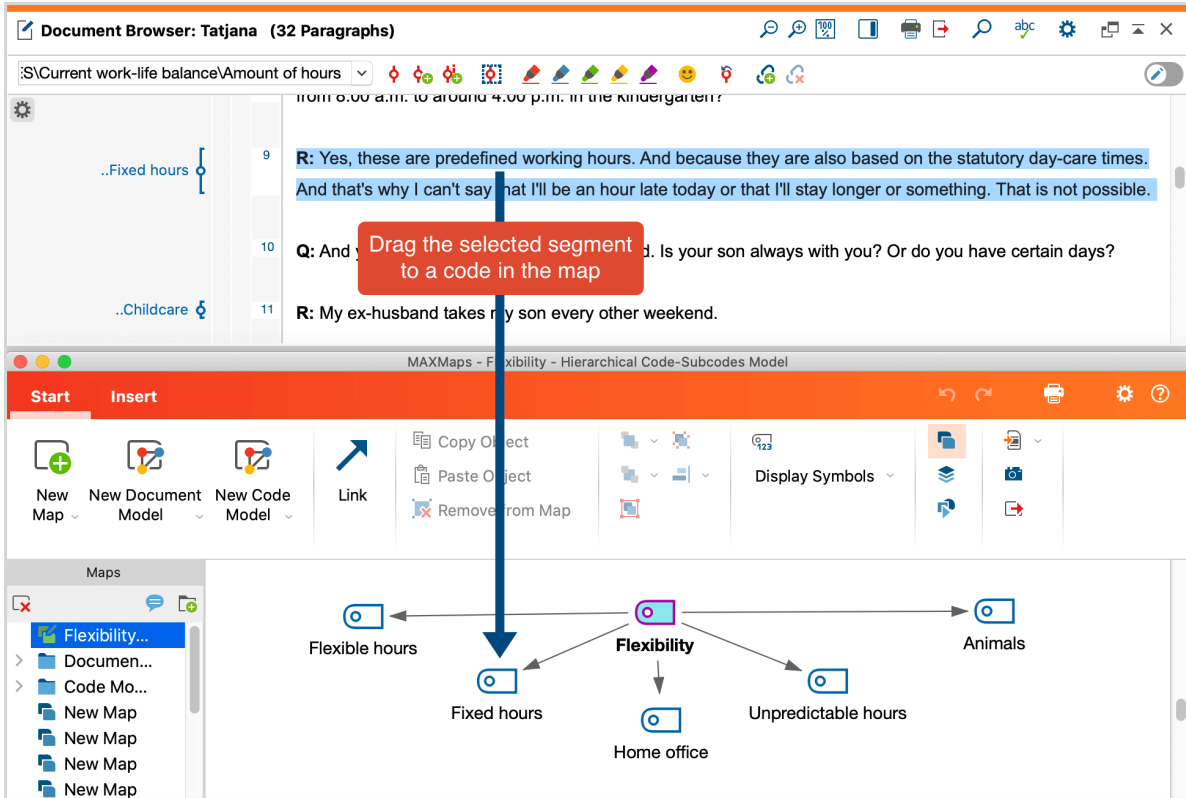 Document Browser: Tatjana (32 Paragraphs)
100
%
abc
:S\Current work-life balance\Amount of hours
from 8:00 a.m. to around 4:00 p.m. in the kindergarten?
..Fixed hours
9
R: Yes, these are predefined working hours. And because they are also based on the statutory day-care times.
And that's why I can't say that I'll be an hour late today or that I'll stay longer or something. That is not possible.
Drag the selected segment
to a code in the map
10
Q: And y d. Is your son always with you? Or do you have certain days?
..Childcare
11
R: My ex-husband takes my son every other weekend.
MAXMaps - Flexibility - Hierarchical Code-Subcodes Model
Start
Insert
New
Map
New Document
Model
New Code
Model
Link
Copy Object
Paste Object
Remove from Map
123
Display Symbols
Maps
Flexibility...
Documen...
Code Mo...
New Map
New Map
New Map
New Map
Flexible hours
Flexibility
Animals
Fixed hours
Unpredictable hours
Home office